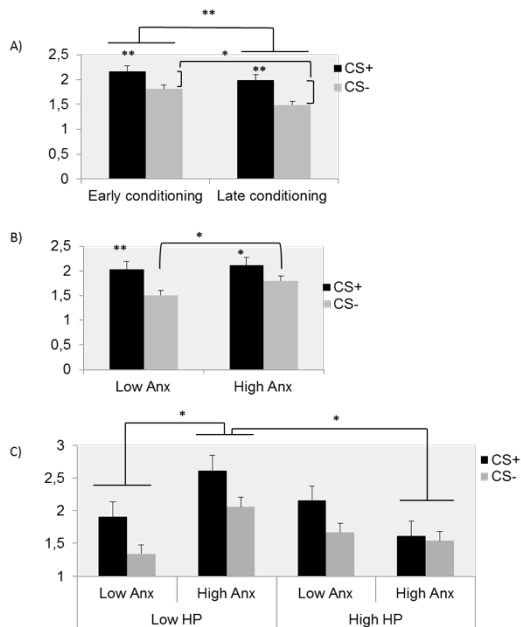 A)
**
2,5
2
1,5
1
0,5
0
**
*
**
CS+
CS-
Early conditioning Late conditioning
B)
2,5
2
1,5
1
0,5
0
**
*
*
CS+
CS-
Low Anx High Anx
C)
3
2,5
2
1,5
1
*
*
CS+
CS-
Low Anx High Anx Low Anx High Anx
Low HP High HP